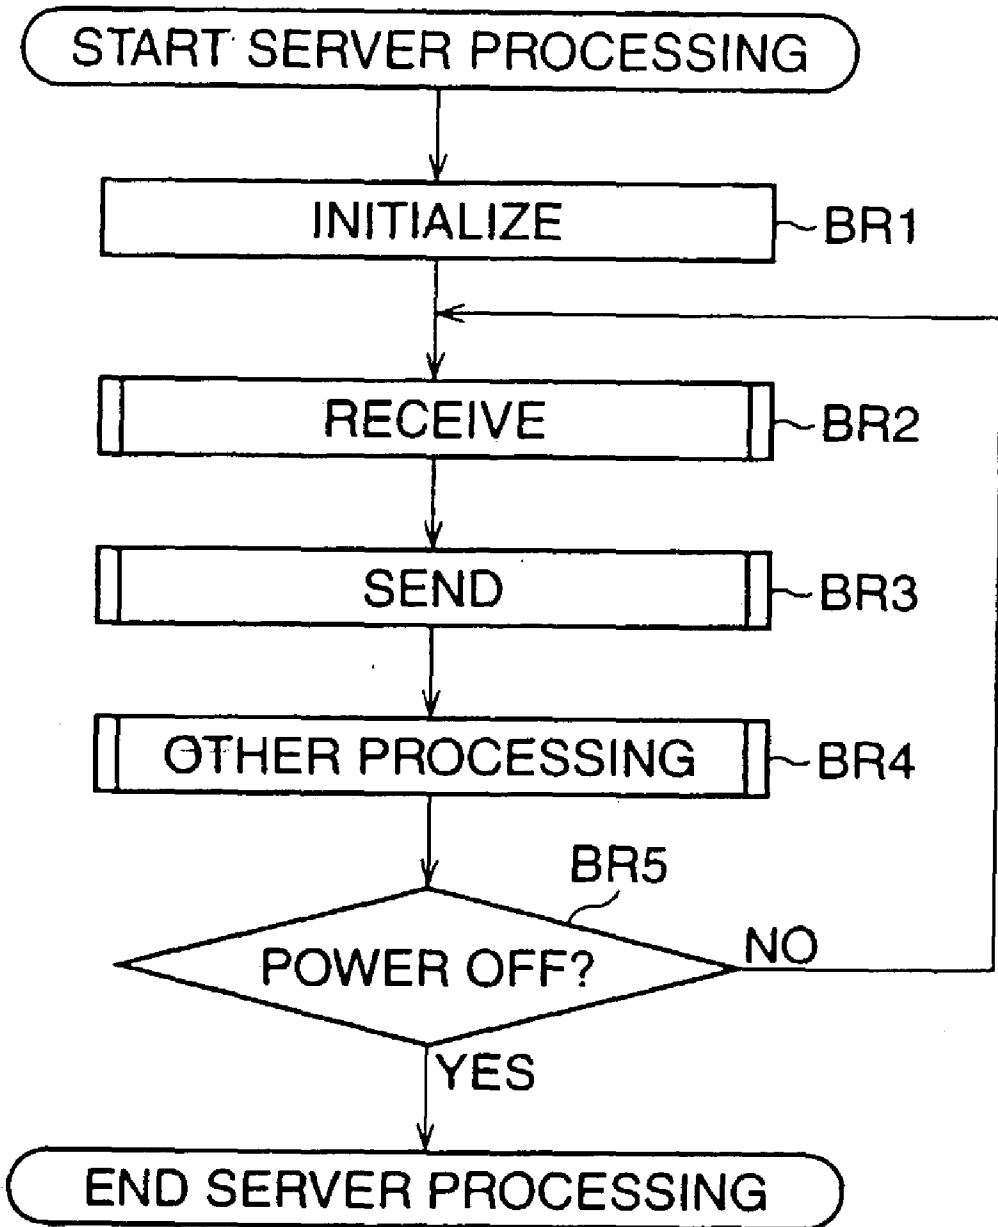 START SERVER PROCESSING
INITIALIZE
BR1
RECEIVE
BR2
SEND
BR3
OTHER PROCESSING
BR4
BR5
POWER OFF?
NO
YES
END SERVER PROCESSING